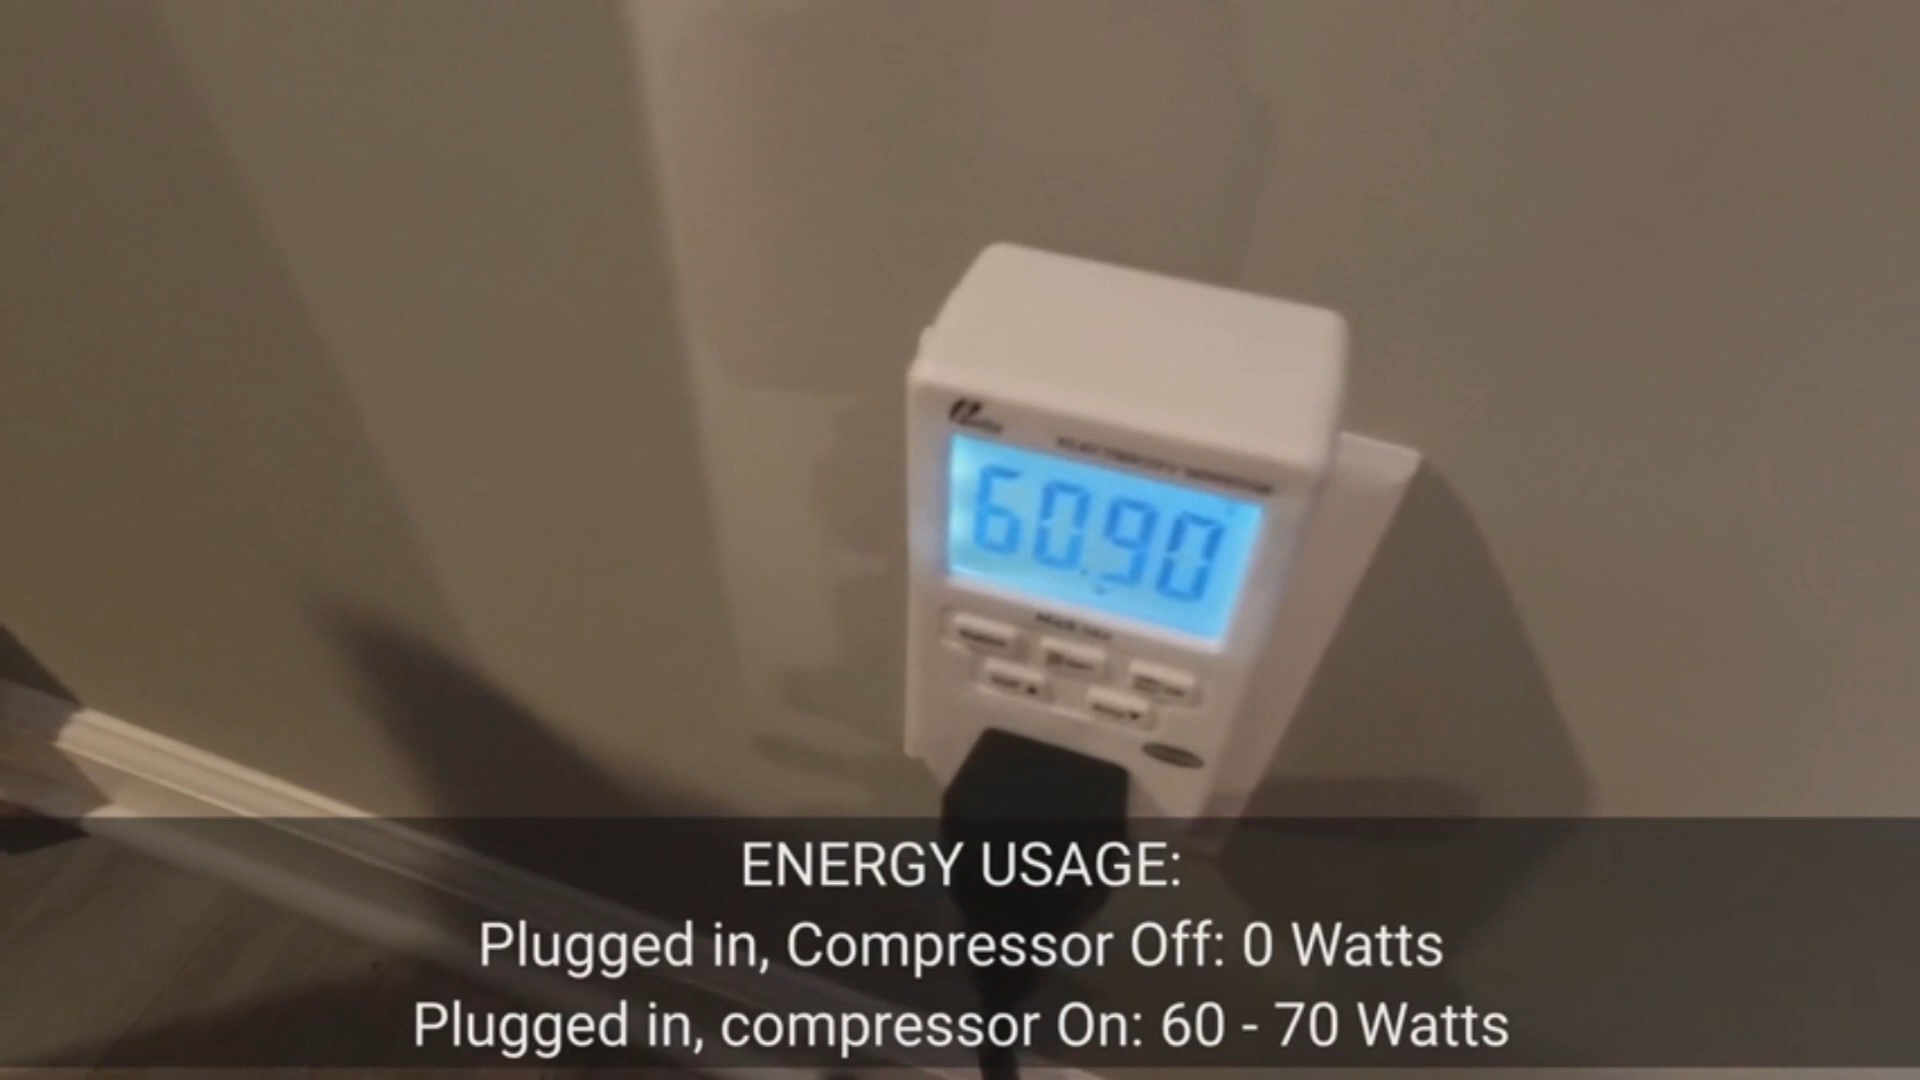 60.90
ENERGY USAGE:
Plugged in, Compressor Off: 0 Watts
Plugged in, compressor On: 60 - 70 Watts